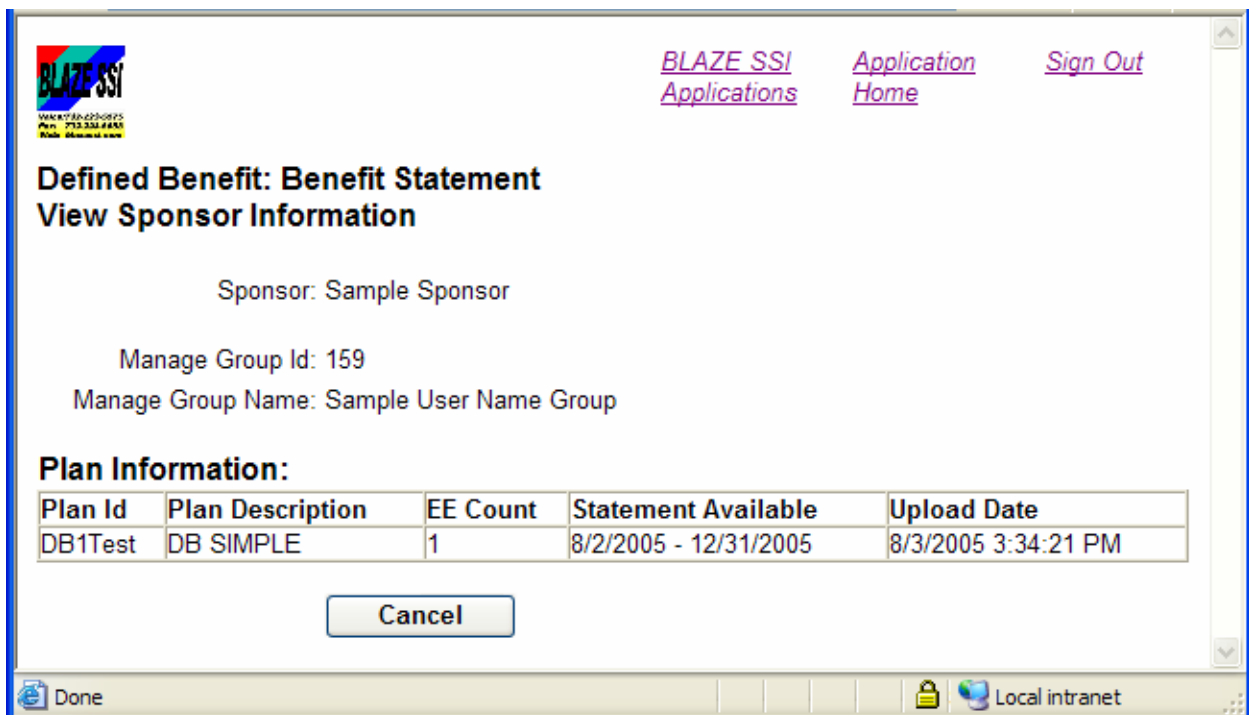 BLAZE SSI
BLAZE SSI Applications
Application Home
Sign Out
Defined Benefit: Benefit Statement
View Sponsor Information
Sponsor: Sample Sponsor
Manage Group Id: 159
Manage Group Name: Sample User Name Group
Plan Information:
Plan Id Plan Description EE Count Statement Available Upload Date
DB1Test DB SIMPLE 1 8/2/2005 - 12/31/2005 8/3/2005 3:34:21 PM
Cancel
Done Local intranet